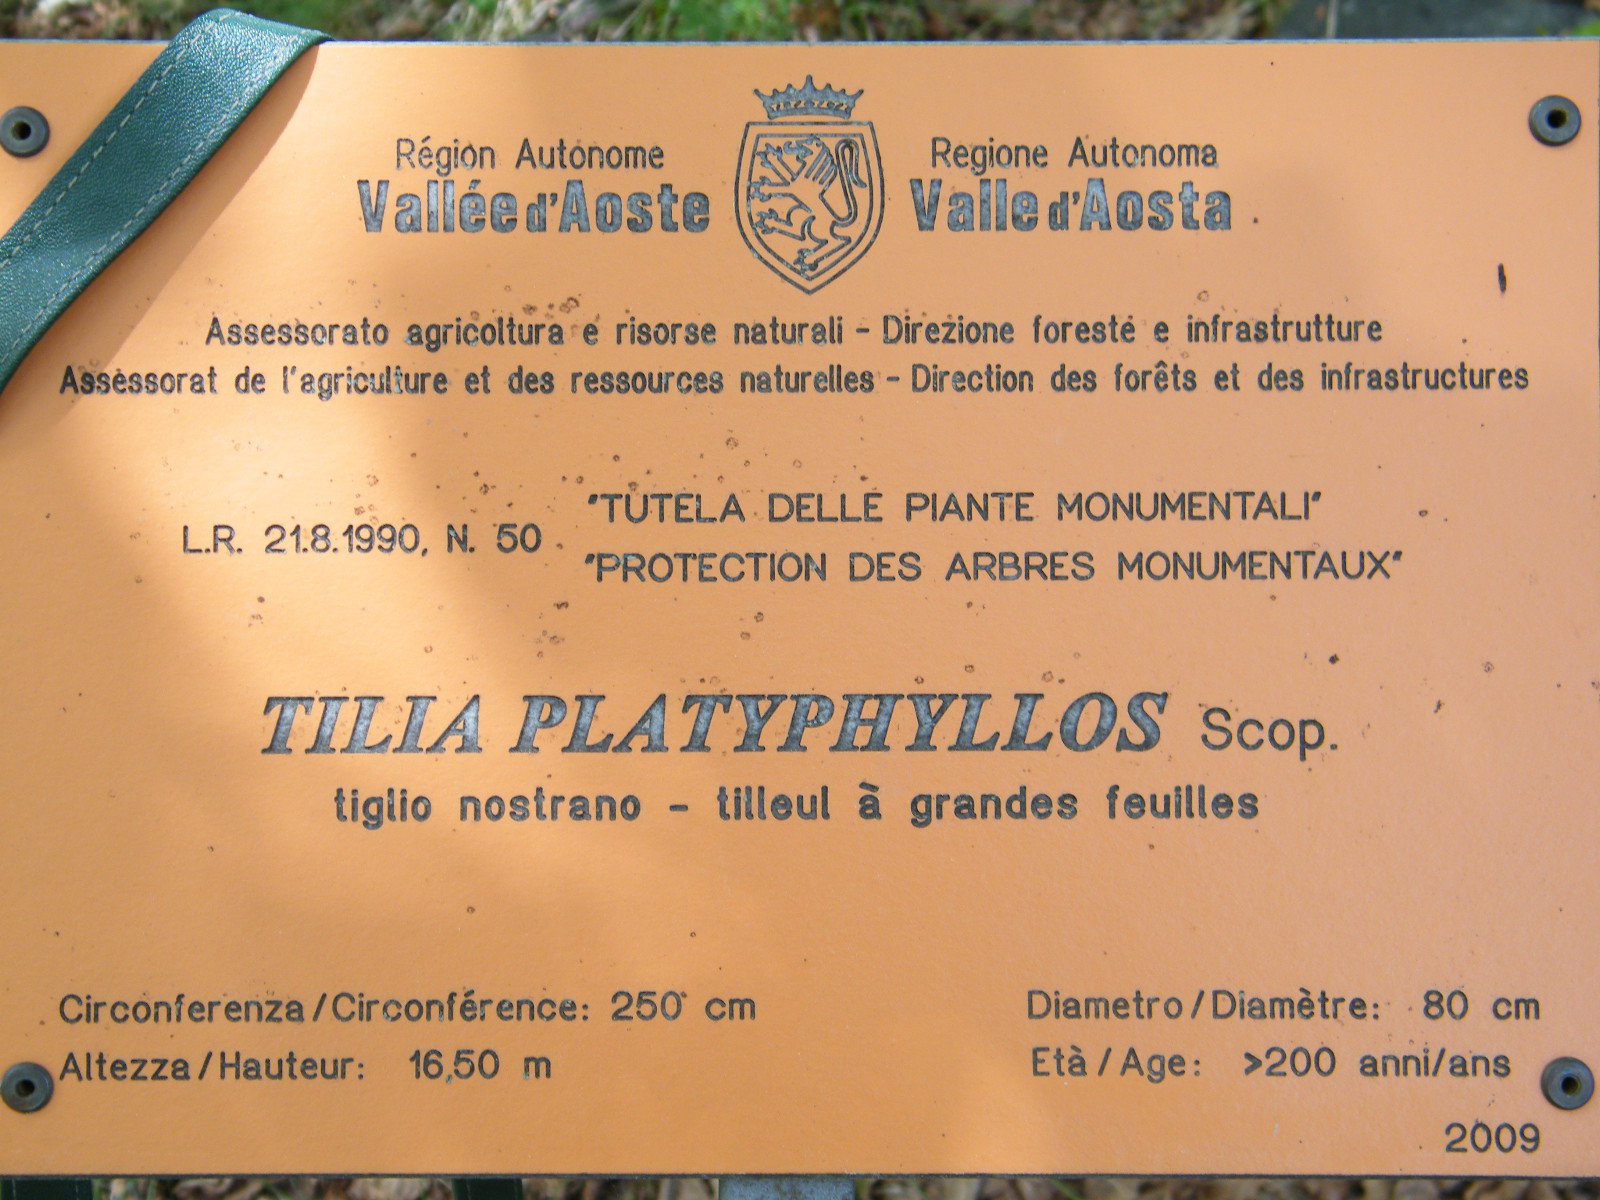 Région Autonome
Vallée d'Aoste
Regione Autonoma
Valle d'Aosta
Assessorato agricoltura e risorse naturali - Direzione foreste e infrastrutture
Assessorat de l'agriculture et des ressources naturelles - Direction des forêts et des infrastructures
L.R. 21.8.1990, N. 50
"TUTELA DELLE PIANTE MONUMENTALI"
"PROTECTION DES ARBRES MONUMENTAUX"
TILIA PLATYPHYLLOS Scop.
tiglio nostrano - tilleul à grandes feuilles
Circonferenza/Circonférence: 250 cm
Diametro/Diamètre: 80 cm
Altezza/Hauteur: 16,50 m
Età/Age: >200 anni/ans
2009